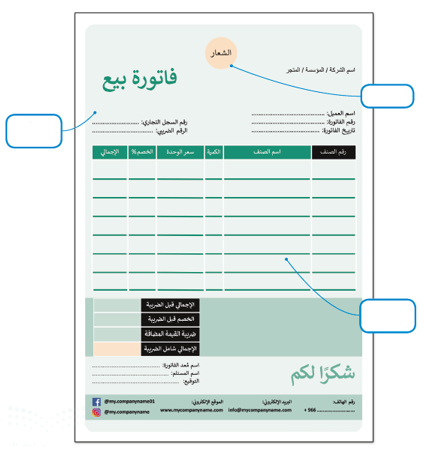 الشعار
اسم الشركة / المؤسسة / المتجر
فاتورة بيع
اسم العميل:
رقم الفاتورة:
تاريخ الفاتورة:
رقم السجل التجاري:
الرقم الضريبي:
رقم الصنف اسم الصنف الكمية سعر الوحدة الخصم% الإجمالي
الإجمالي قبل الضريبة
الخصم قبل الضريبة
ضريبة القيمة المضافة
الإجمالي شامل الضريبة
شكرًا لكم
اسم مُعد الفاتورة:
اسم المستلم:
التوقيع:
رقم الهاتف: البريد الإلكتروني: الموقع الإلكتروني: @my.companyname01
+ 966 info@mycompanyname.com www.mycompanyname.com @my.companyname